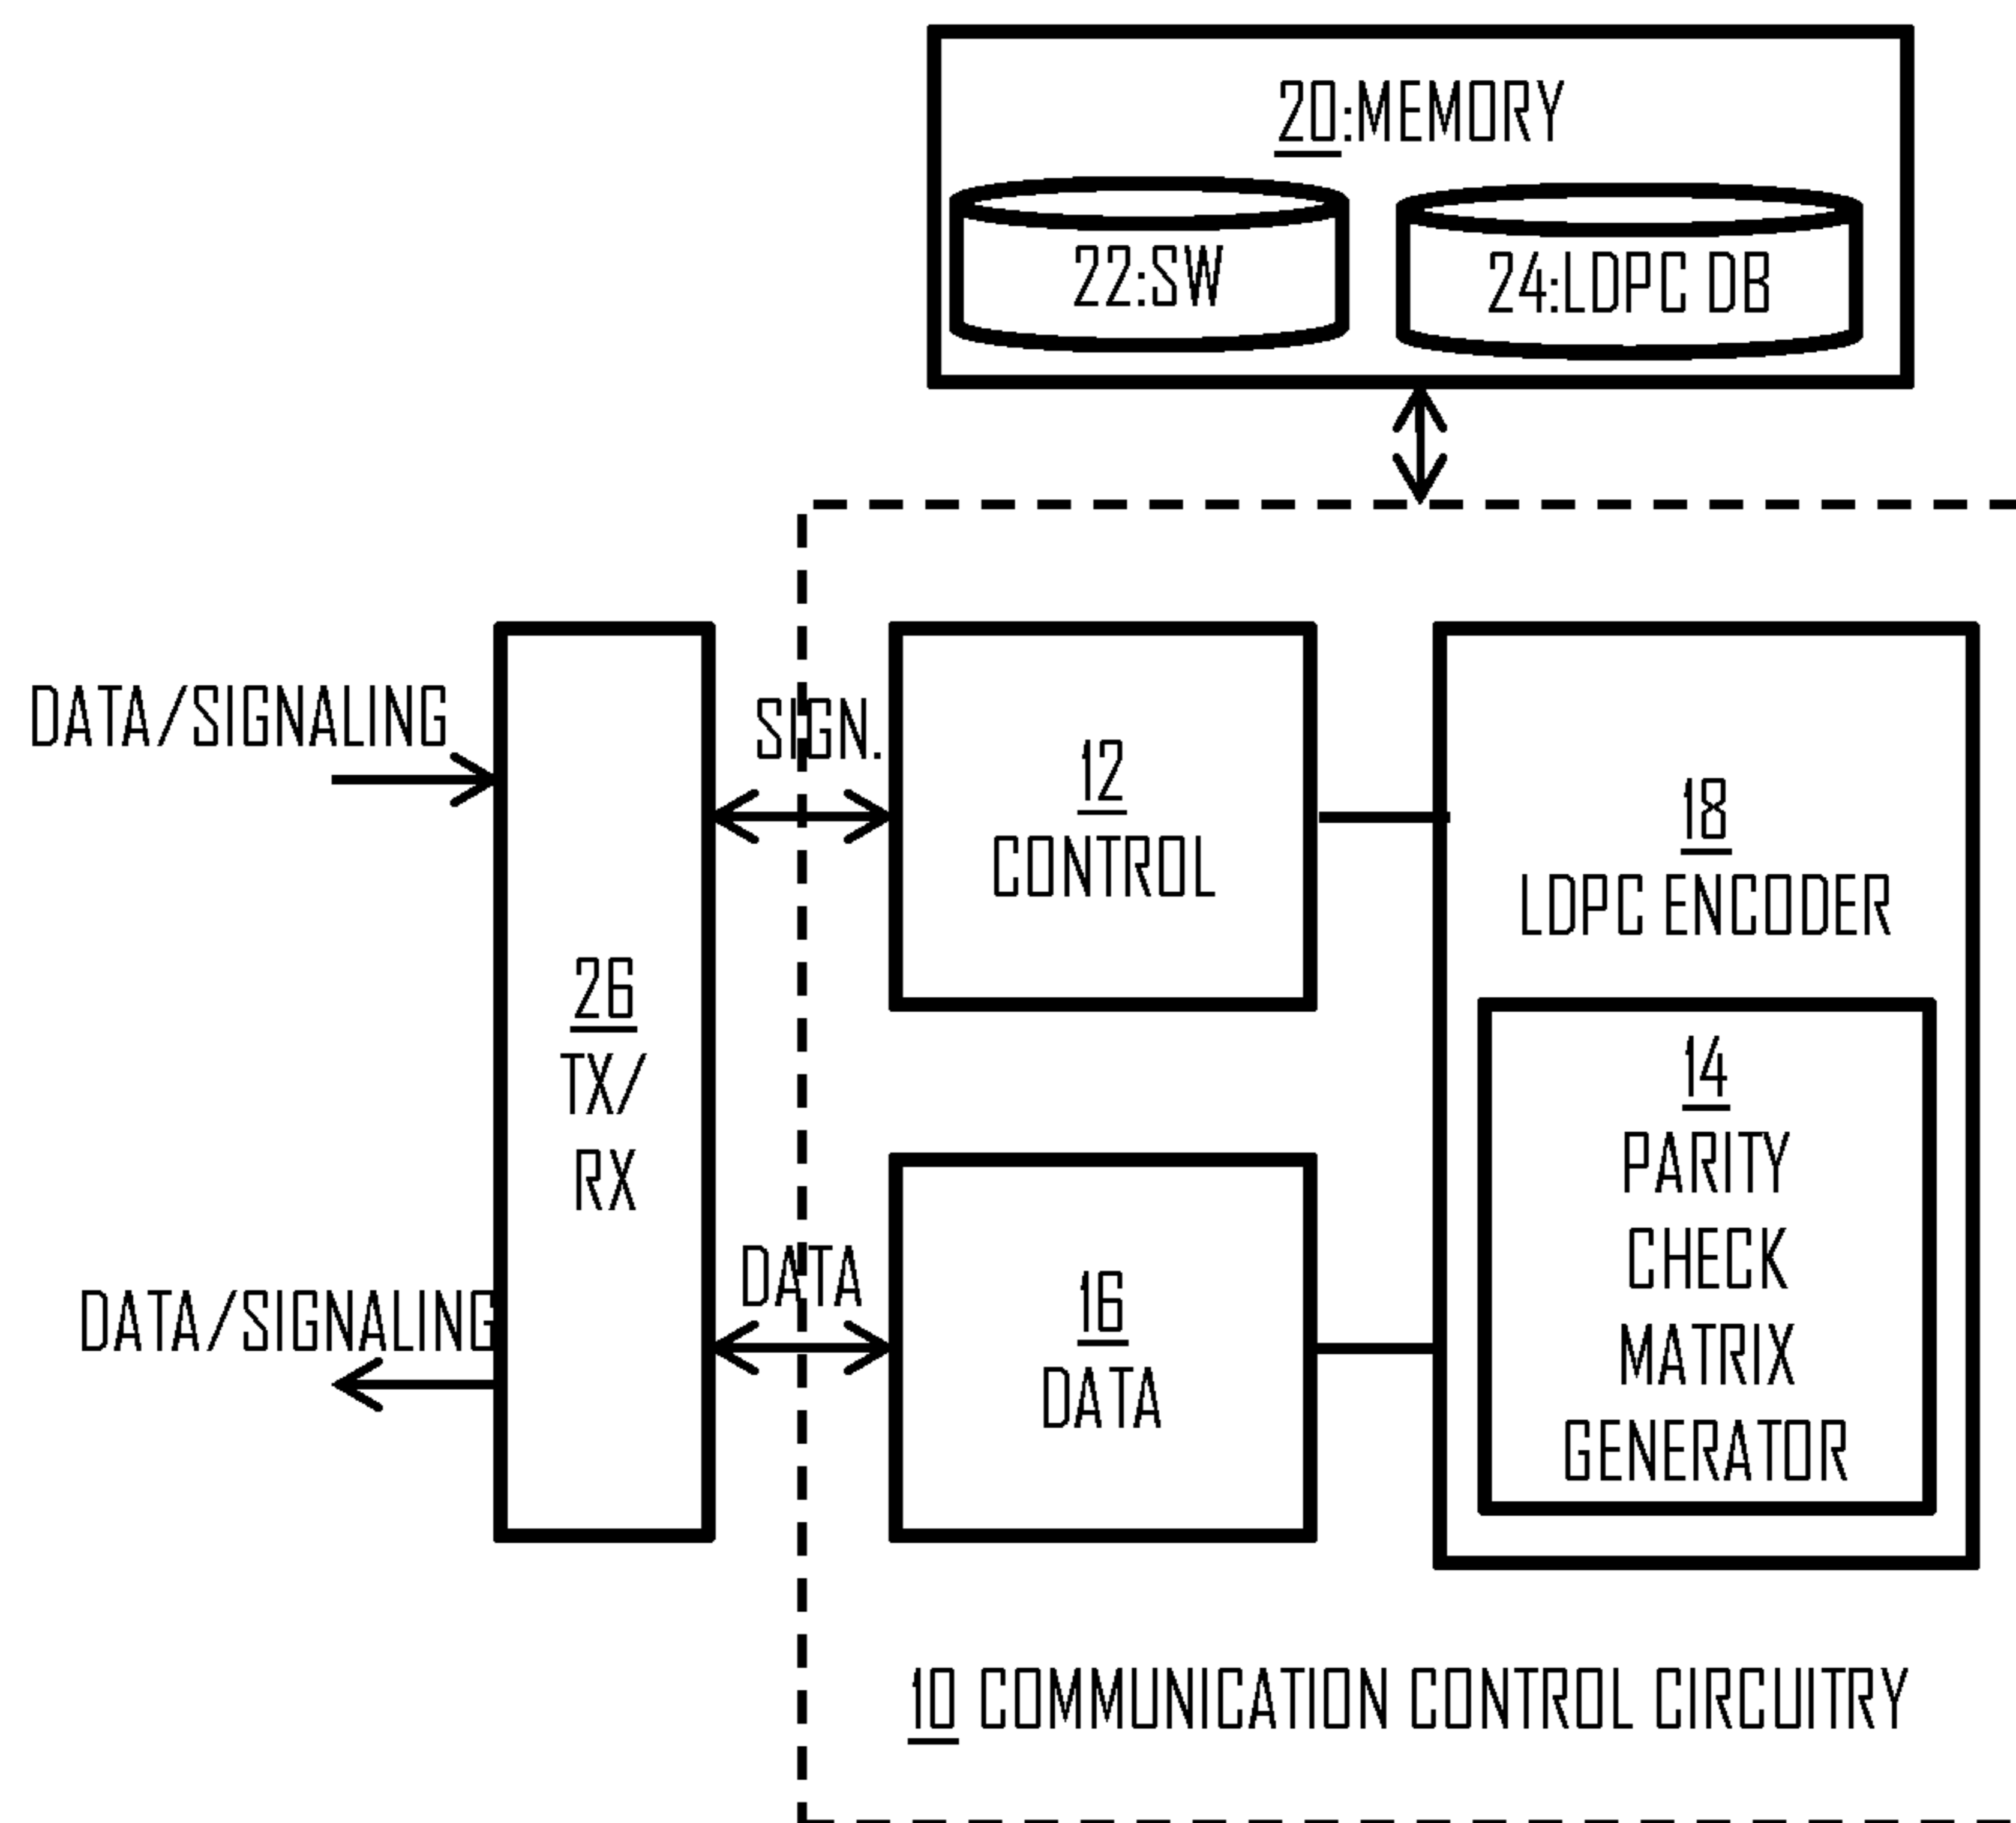 20:MEMORY
22:SW
24:LDPC DB
DATA/SIGNALING
SIGN.
12
CONTROL
18
LDPC ENCODER
26
TX/
RX
14
PARITY
CHECK
MATRIX
GENERATOR
DATA/SIGNALING
DATA
16
DATA
10 COMMUNICATION CONTROL CIRCUITRY